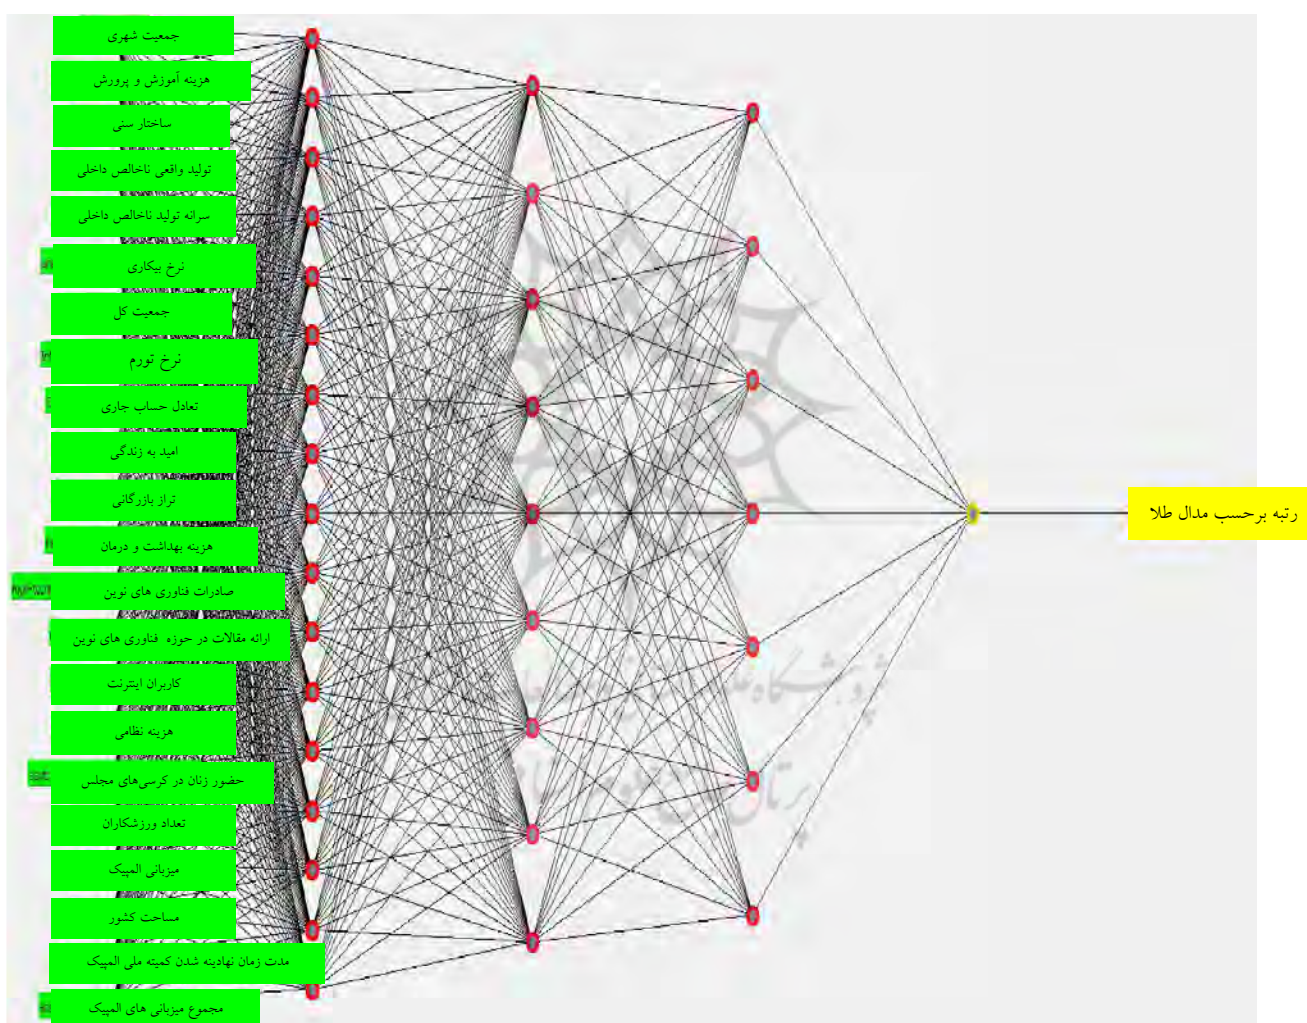 جمعیت شهری
هزینه آموزش و پرورش
ساختار سنی
تولید واقعی ناخالص داخلی
سرانه تولید ناخالص داخلی
نرخ بیکاری
جمعیت کل
نرخ تورم
تعادل حساب جاری
امید به زندگی
تراز بازرگانی
هزینه بهداشت و درمان
صادرات فناوری های نوین
ارائه مقالات در حوزه فناوری های نوین
کاربران اینترنت
هزینه نظامی
حضور زنان در کرسی‌های مجلس
تعداد ورزشکاران
میزبانی المپیک
مساحت کشور
مدت زمان نهادینه شدن کمیته ملی المپیک
مجموع میزبانی های المپیک
رتبه برحسب مدال طلا